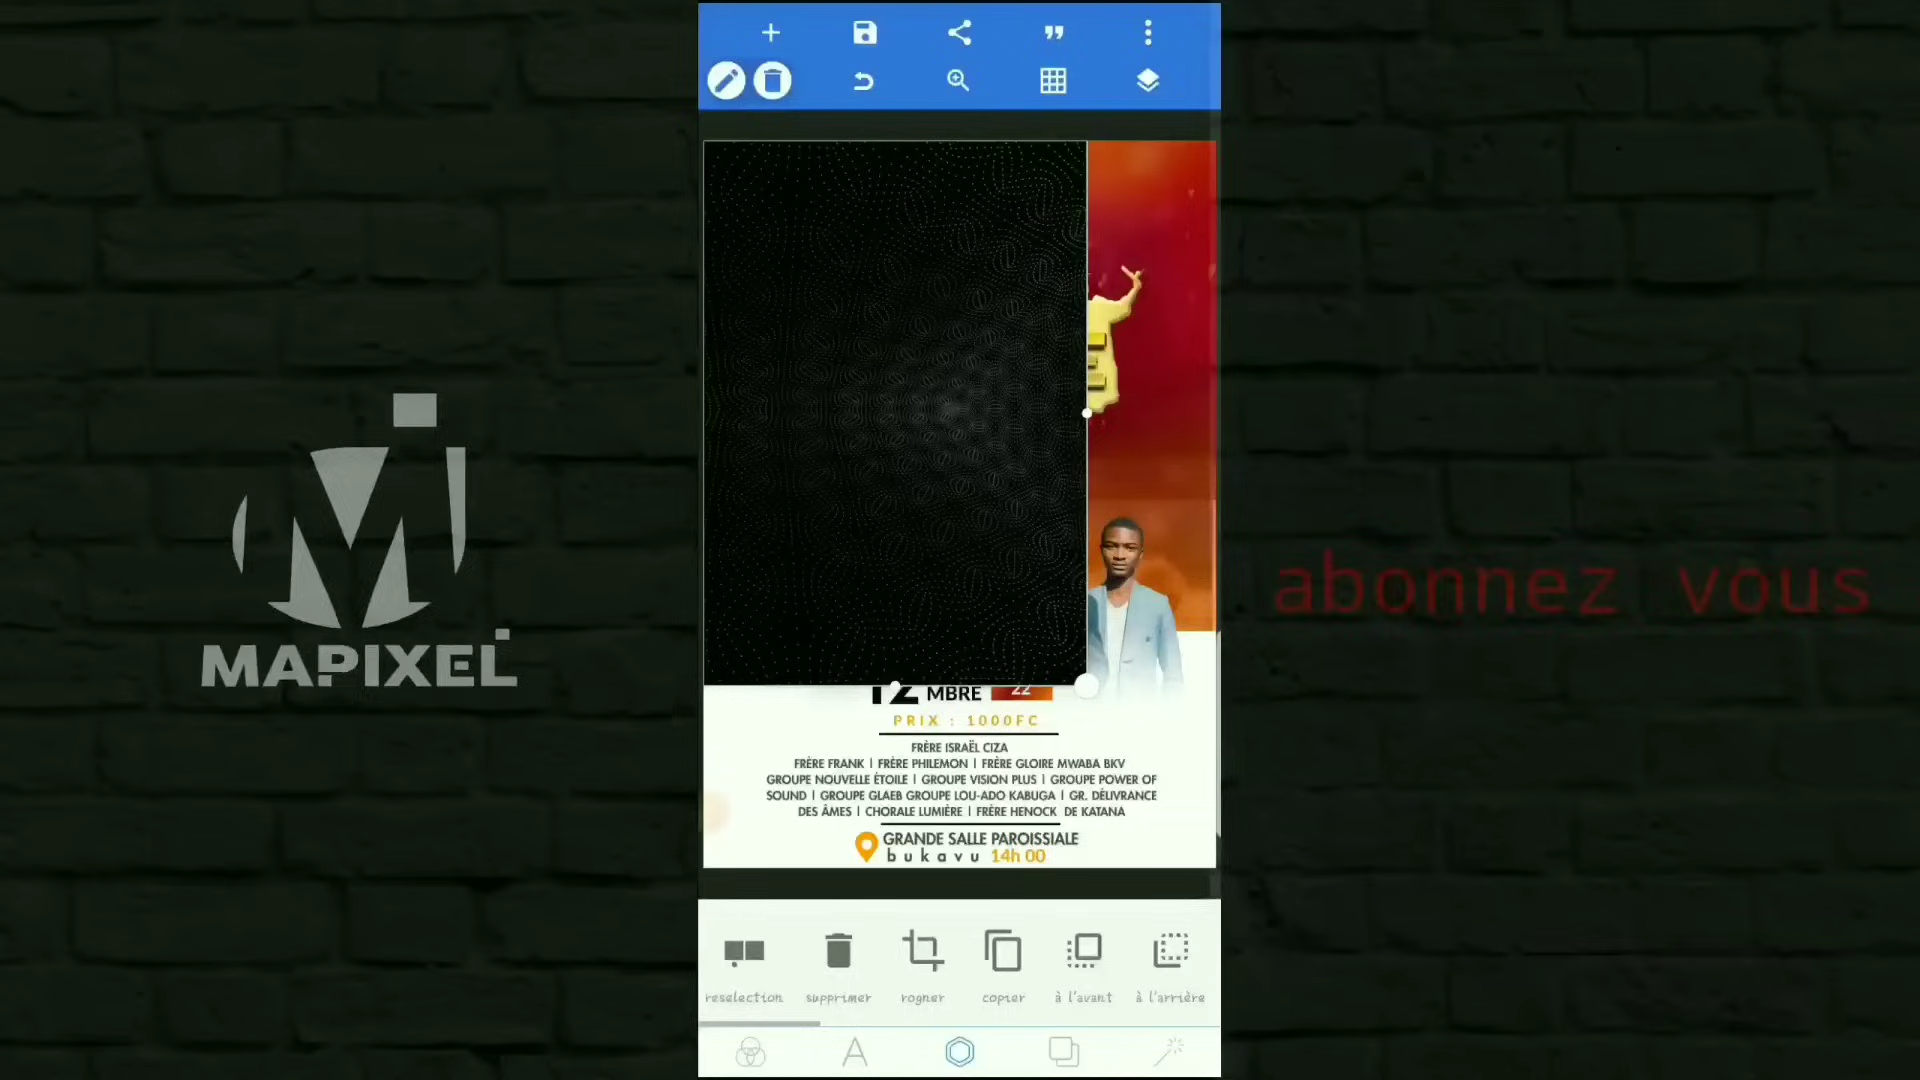 MAPIXEL
abonnez vous
E
12 MBRE 22
PRIX : 1000FC
FRÈRE ISRAËL CIZA
FRÈRE FRANK | FRÈRE PHILEMON | FRÈRE GLOIRE MWABA BKV
GROUPE NOUVELLE ÉTOILE | GROUPE VISION PLUS | GROUPE POWER OF
SOUND | GROUPE GLAEB GROUPE LOU-ADO KABUGA | GR. DÉLIVRANCE
DES ÂMES | CHORALE LUMIÈRE | FRÈRE HENOCK DE KATANA
GRANDE SALLE PAROISSIALE
bukavu 14h 00
reselection supprimer rogner copier à l'avant à l'arrière